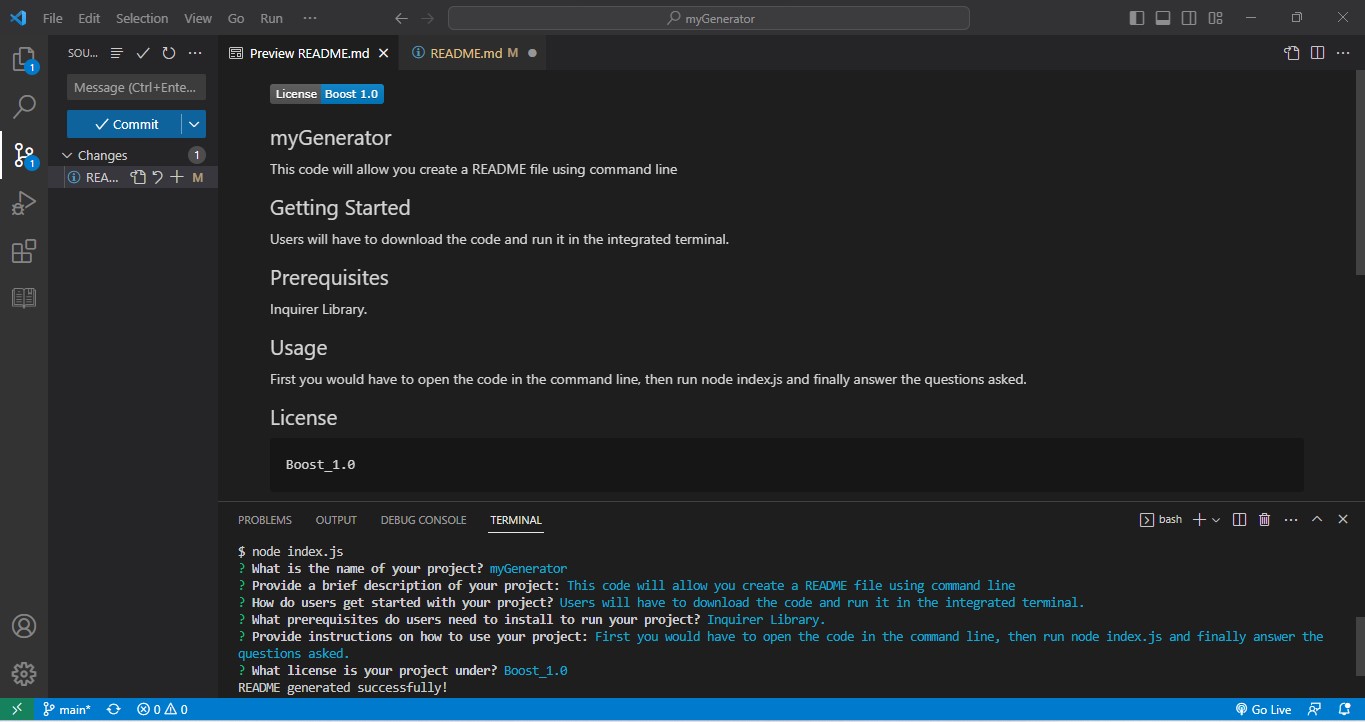 File Edit Selection View Go Run ··· myGenerator
SOU...
Preview README.md README.md M
1
Message (Ctrl+Ente...
Commit
Changes 1
REA... M
1
License Boost 1.0
myGenerator
This code will allow you create a README file using command line
Getting Started
Users will have to download the code and run it in the integrated terminal.
Prerequisites
Inquirer Library.
Usage
First you would have to open the code in the command line, then run node index.js and finally answer the questions asked.
License
Boost_1.0
PROBLEMS OUTPUT DEBUG CONSOLE TERMINAL bash
$ node index.js
? What is the name of your project? myGenerator
? Provide a brief description of your project: This code will allow you create a README file using command line
? How do users get started with your project? Users will have to download the code and run it in the integrated terminal.
? What prerequisites do users need to install to run your project? Inquirer Library.
? Provide instructions on how to use your project: First you would have to open the code in the command line, then run node index.js and finally answer the
questions asked.
? What license is your project under? Boost_1.0
README generated successfully!
main* 0 0 Go Live